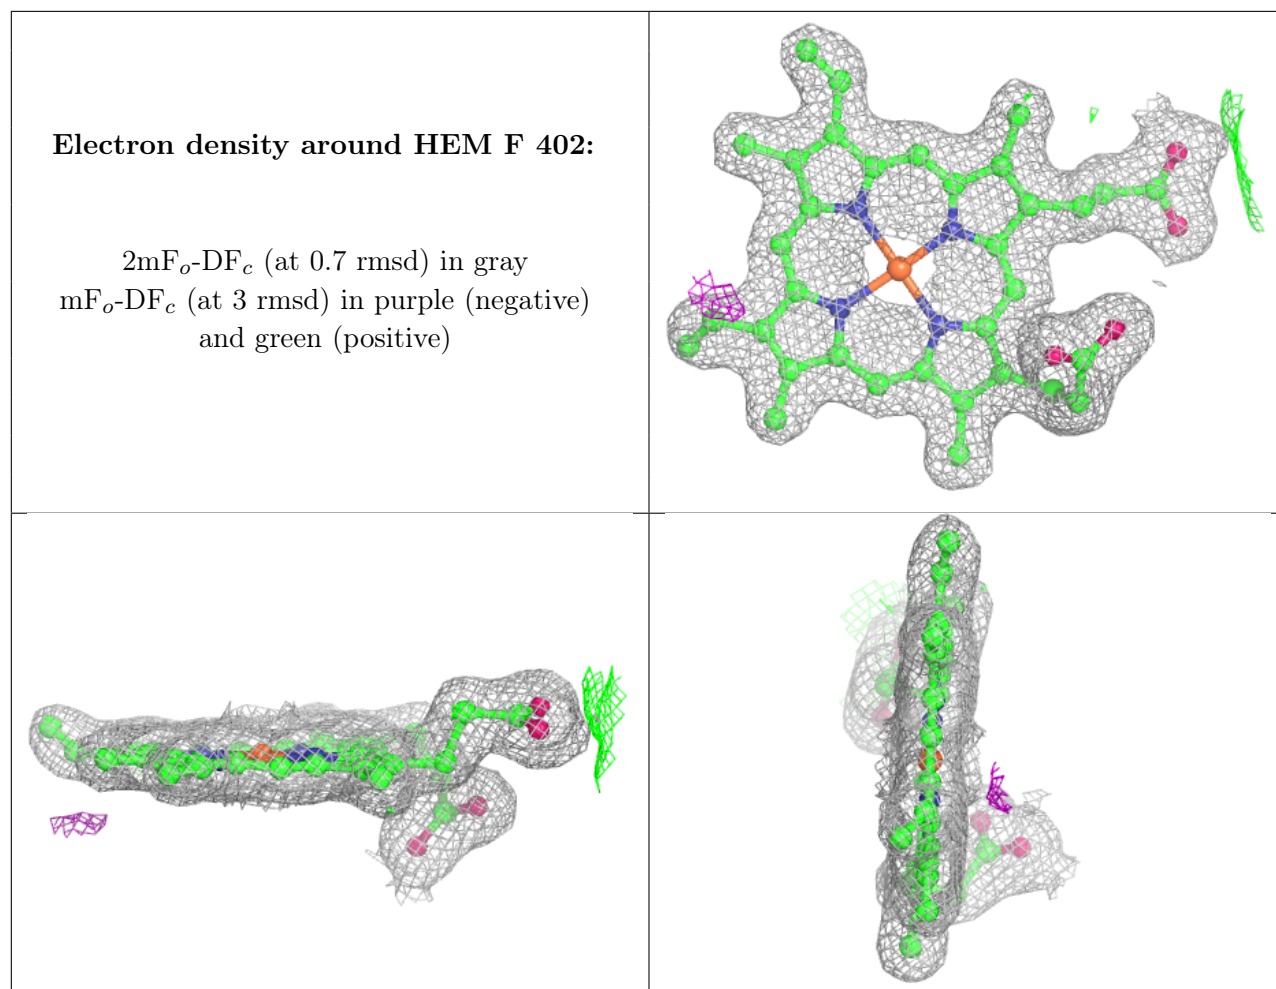 Electron density around HEM F 402:
2mFₒ-DF𝑐 (at 0.7 rmsd) in gray
mFₒ-DF𝑐 (at 3 rmsd) in purple (negative)
and green (positive)